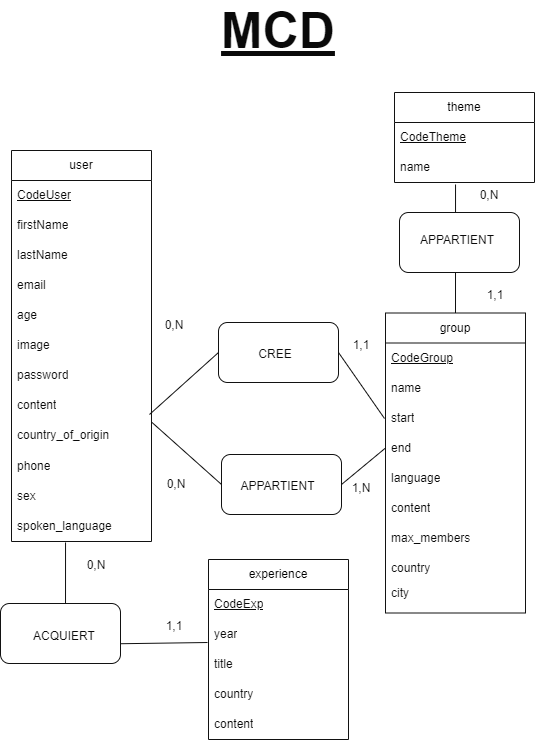 MCD
theme
CodeTheme
name
0,N
APPARTIENT
1,1
user
CodeUser
firstName
lastName
email
age
image
password
content
country_of_origin
phone
sex
spoken_language
0,N
CREE
1,1
0,N
APPARTIENT
1,N
group
CodeGroup
name
start
end
language
content
max_members
country
city
0,N
ACQUIERT
1,1
experience
CodeExp
year
title
country
content